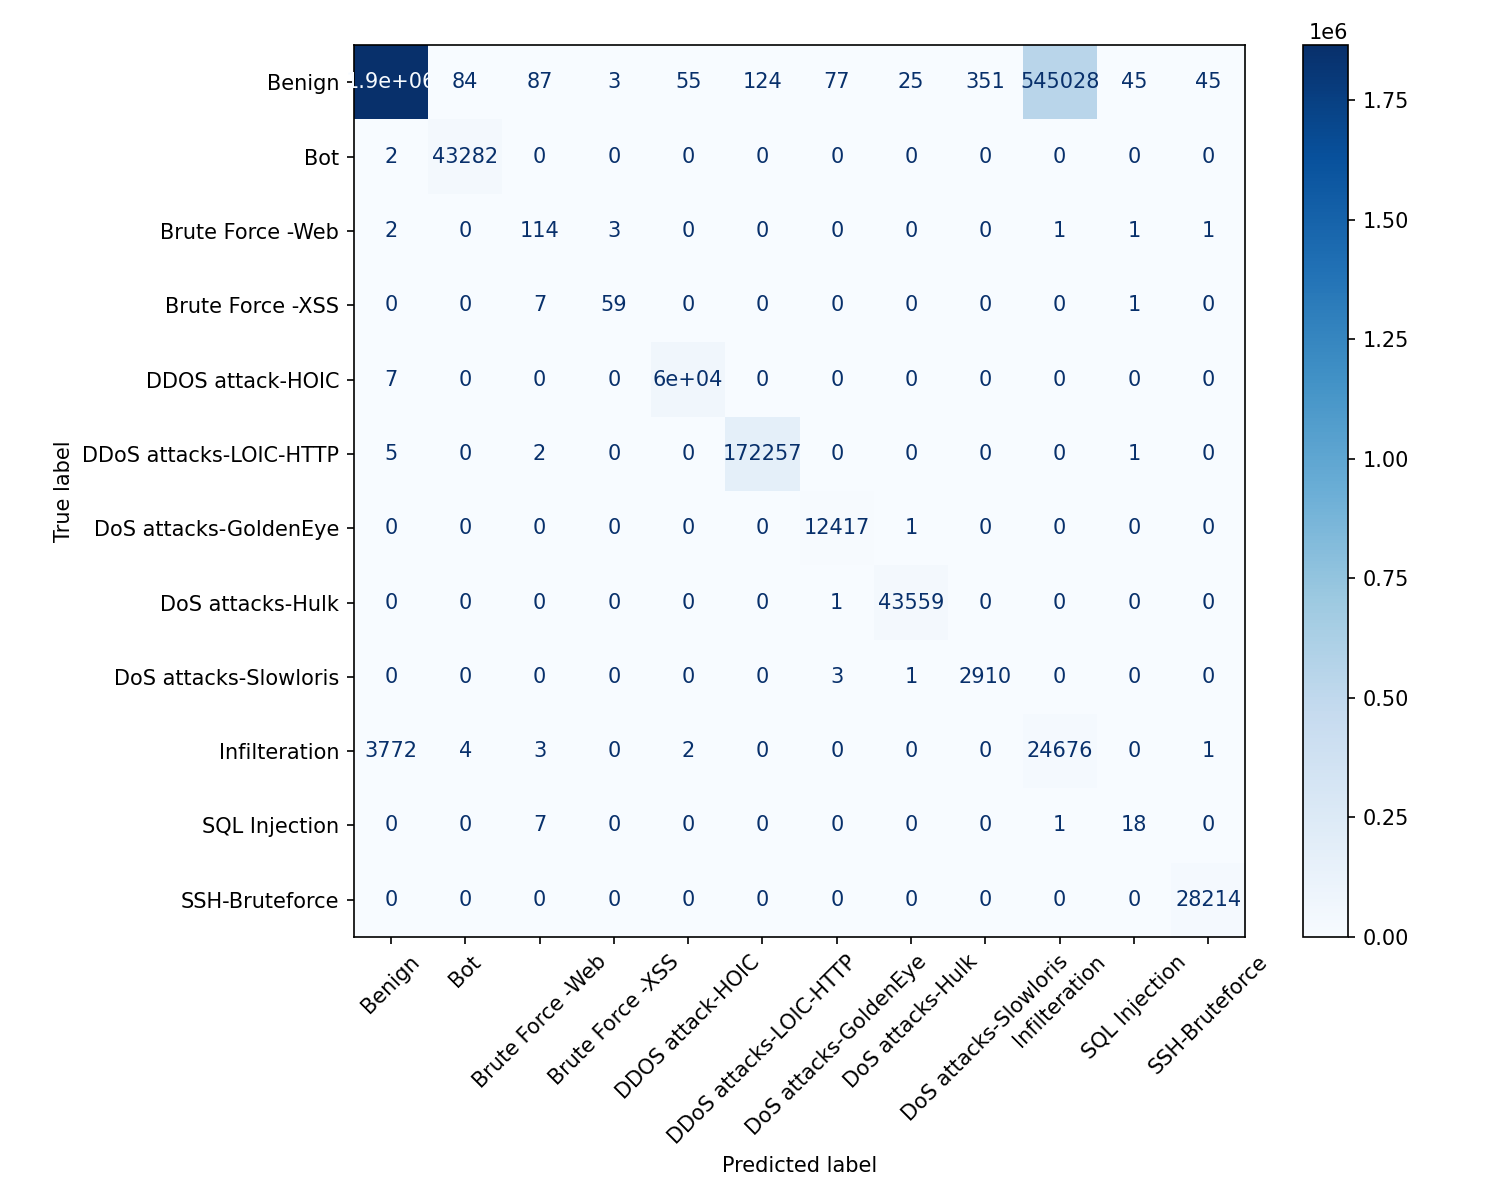 1e6
Benign 1.9e+06 84 87 3 55 124 77 25 351 545028 45 45
Bot 2 43282 0 0 0 0 0 0 0 0 0 0
Brute Force -Web 2 0 114 3 0 0 0 0 0 1 1 1
Brute Force -XSS 0 0 7 59 0 0 0 0 0 0 1 0
DDOS attack-HOIC 7 0 0 0 6e+04 0 0 0 0 0 0 0
DDoS attacks-LOIC-HTTP 5 0 2 0 0 172257 0 0 0 0 1 0
DoS attacks-GoldenEye 0 0 0 0 0 0 12417 1 0 0 0 0
DoS attacks-Hulk 0 0 0 0 0 0 1 43559 0 0 0 0
DoS attacks-Slowloris 0 0 0 0 0 0 3 1 2910 0 0 0
Infilteration 3772 4 3 0 2 0 0 0 0 24676 0 1
SQL Injection 0 0 7 0 0 0 0 0 0 1 18 0
SSH-Bruteforce 0 0 0 0 0 0 0 0 0 0 0 28214
True label
Benign
Bot
Brute Force -Web
Brute Force -XSS
DDOS attack-HOIC
DDoS attacks-LOIC-HTTP
DoS attacks-GoldenEye
DoS attacks-Hulk
DoS attacks-Slowloris
Infilteration
SQL Injection
SSH-Bruteforce
Predicted label
1.75
1.50
1.25
1.00
0.75
0.50
0.25
0.00